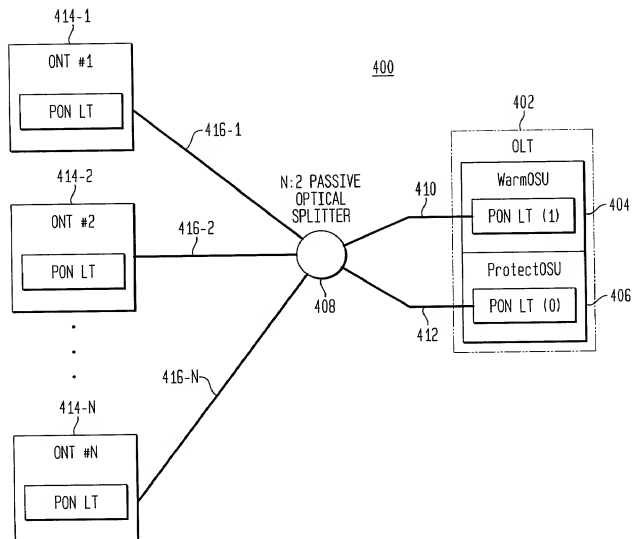 414-1
ONT #1
PON LT
416-1
400
402
OLT
WarmOSU
PON LT (1)
404
ProtectOSU
PON LT (0)
406
N:2 PASSIVE
OPTICAL
SPLITTER
408
410
412
414-2
ONT #2
PON LT
416-2
416-N
414-N
ONT #N
PON LT